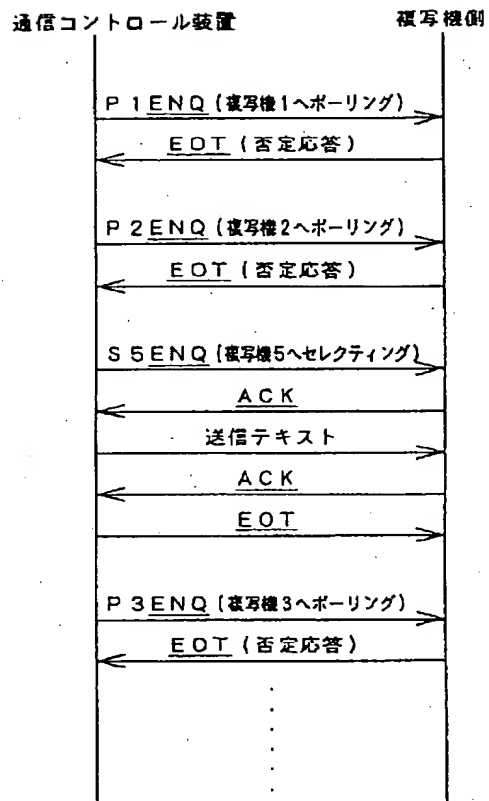 通信コントロール装置 複写機側
P1ENQ(複写機1へポーリング)
EOT(否定応答)
P2ENQ(複写機2へポーリング)
EOT(否定応答)
S5ENQ(複写機5へセレクティング)
ACK
送信テキスト
ACK
EOT
P3ENQ(複写機3へポーリング)
EOT(否定応答)